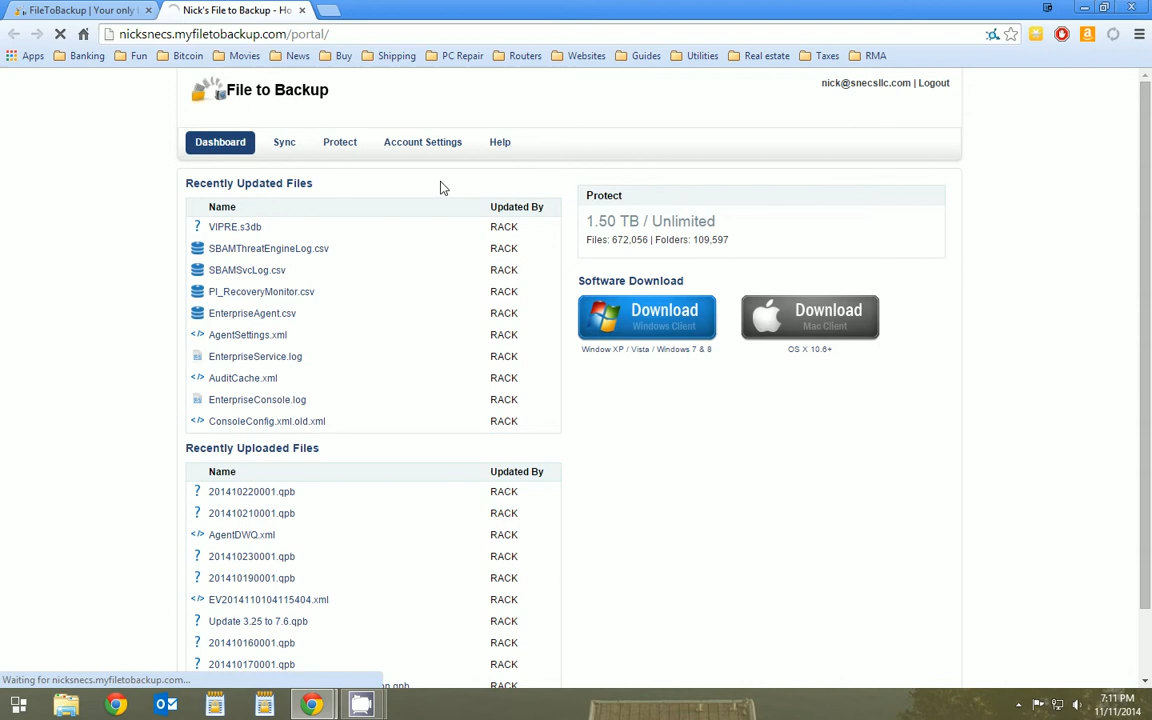 FileToBackup | Your only
Nick's File to Backup - Ho
nicksnecs.myfiletobackup.com/portal/
Apps Banking Fun Bitcoin Movies News Buy Shipping PC Repair Routers Websites Guides Utilities Real estate Taxes RMA
File to Backup
nick@snecsllc.com | Logout
Dashboard Sync Protect Account Settings Help
Recently Updated Files
Name Updated By
VIPRE.s3db RACK
SBAMThreatEngineLog.csv RACK
SBAMSvcLog.csv RACK
PI_RecoveryMonitor.csv RACK
EnterpriseAgent.csv RACK
AgentSettings.xml RACK
EnterpriseService.log RACK
AuditCache.xml RACK
EnterpriseConsole.log RACK
ConsoleConfig.xml.old.xml RACK
Recently Uploaded Files
Name Updated By
201410220001.qpb RACK
201410210001.qpb RACK
AgentDWQ.xml RACK
201410230001.qpb RACK
201410190001.qpb RACK
EV2014110104115404.xml RACK
Update 3.25 to 7.6.qpb RACK
201410160001.qpb RACK
201410170001.qpb RACK
RACK
Protect
1.50 TB / Unlimited
Files: 672,056 | Folders: 109,597
Software Download
Download
Windows Client
Window XP / Vista / Windows 7 & 8
Download
Mac Client
OS X 10.6+
Waiting for nicksnecs.myfiletobackup.com...
7:11 PM
11/11/2014